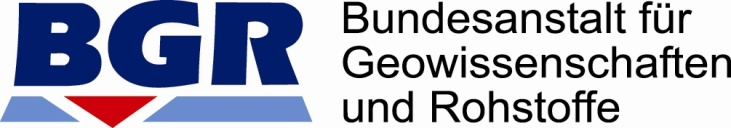 BGR
Bundesanstalt für
Geowissenschaften
und Rohstoffe